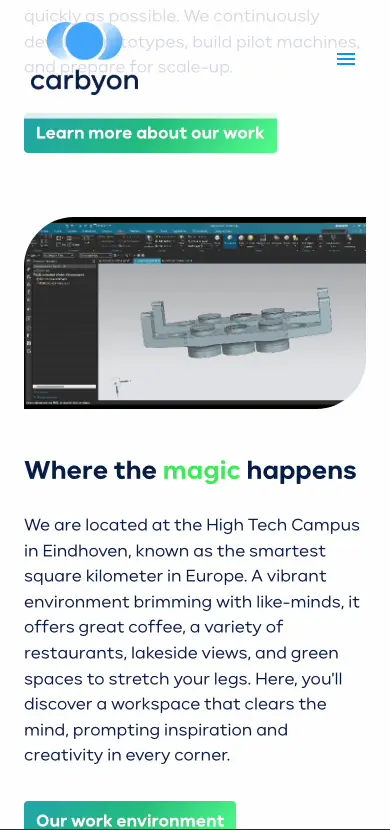 quickly as possible. We continuously
totypes, build pilot machines,
and prepare for scale-up.
carbyon
Learn more about our work
Where the magic happens
We are located at the High Tech Campus
in Eindhoven, known as the smartest
square kilometer in Europe. A vibrant
environment brimming with like-minds, it
offers great coffee, a variety of
restaurants, lakeside views, and green
spaces to stretch your legs. Here, you'll
discover a workspace that clears the
mind, prompting inspiration and
creativity in every corner.
Our work environment